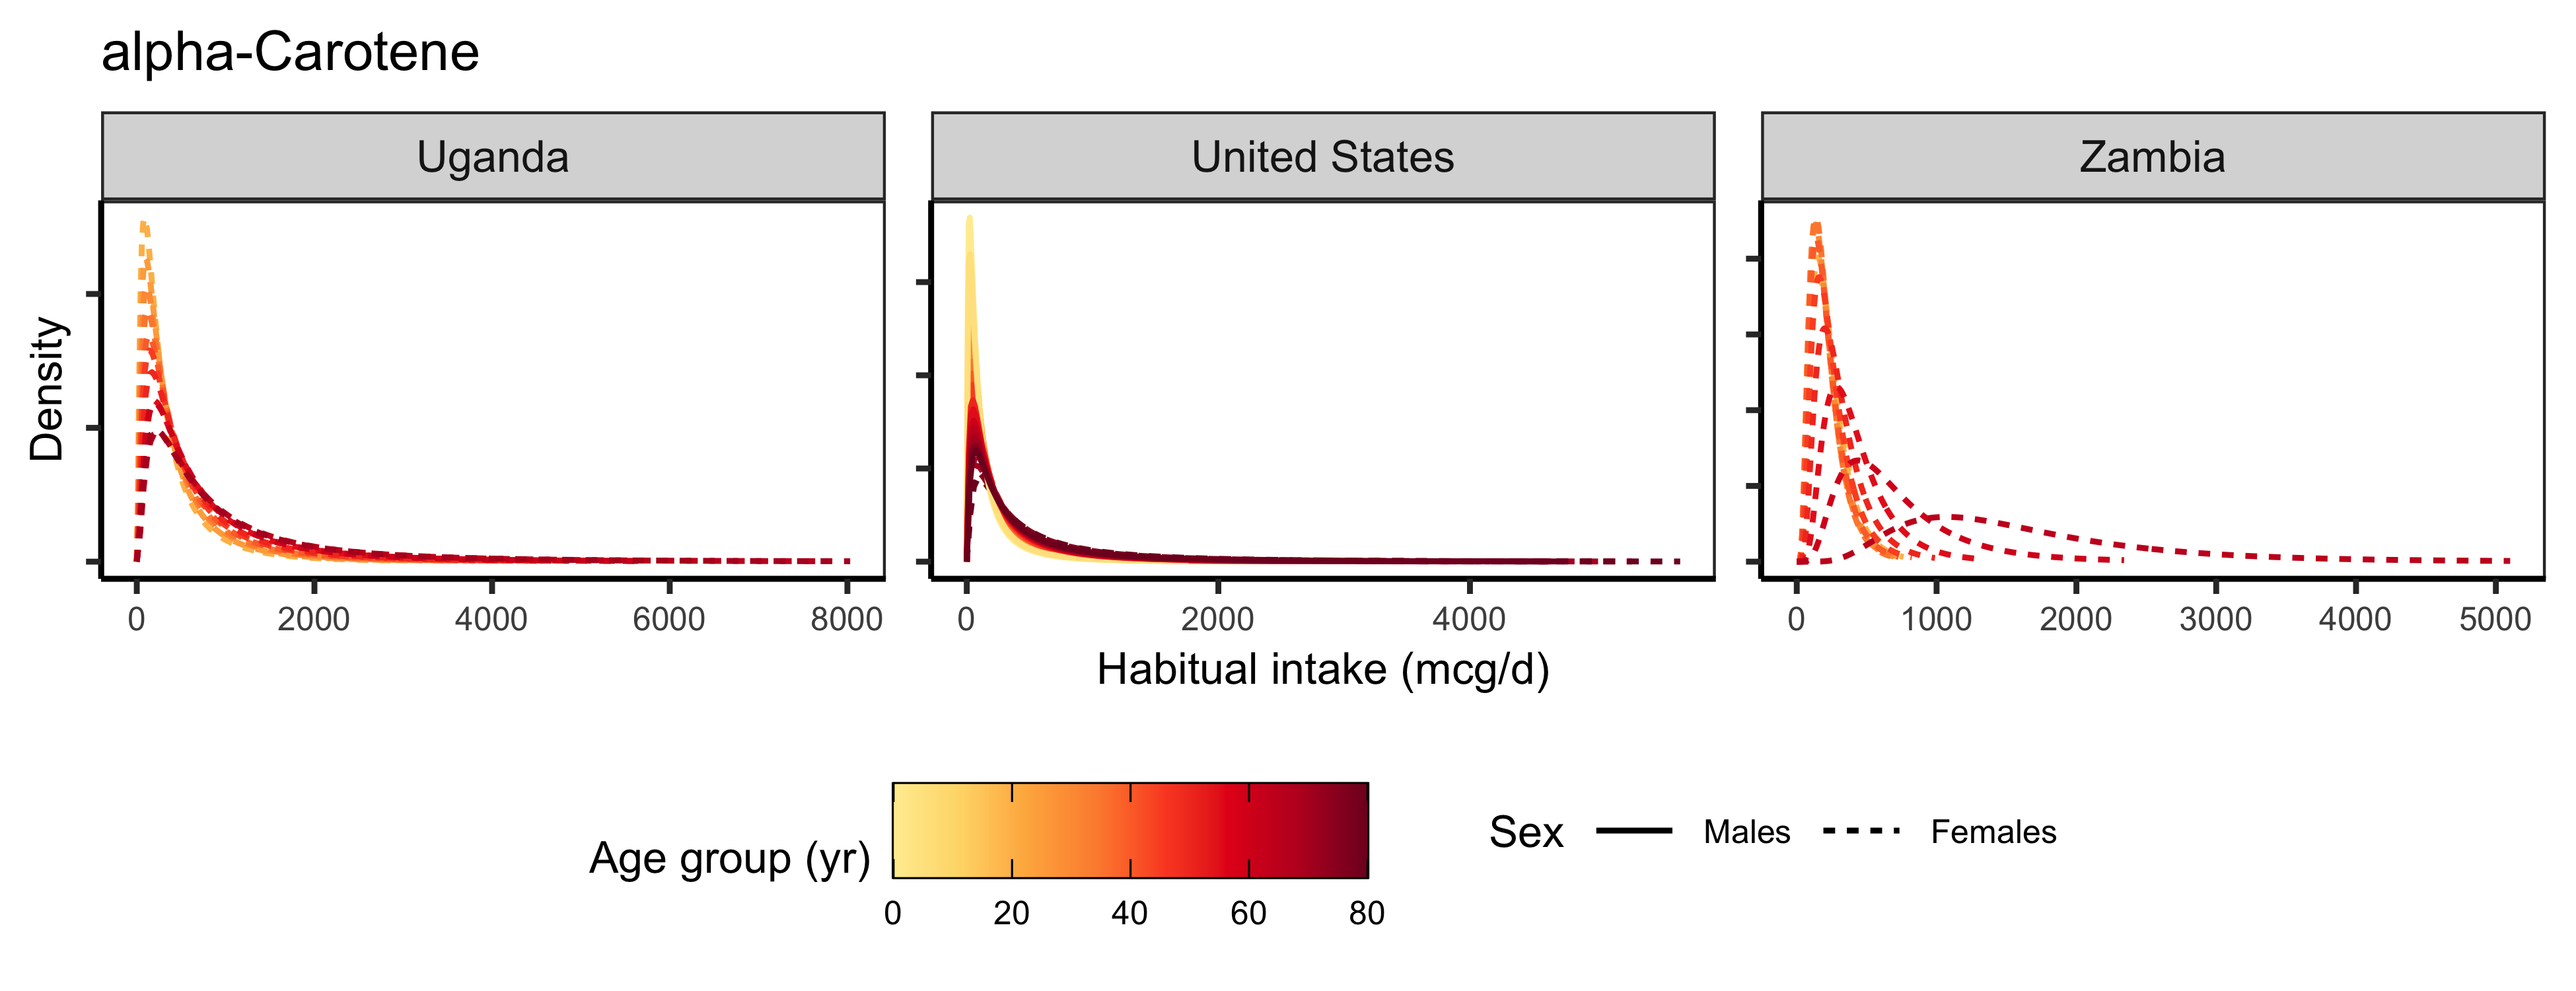 alpha-Carotene
Uganda
United States
Zambia
Density
0 2000 4000 6000 8000
0 2000 4000
0 1000 2000 3000 4000 5000
Habitual intake (mcg/d)
Age group (yr)
0 20 40 60 80
Sex Males Females